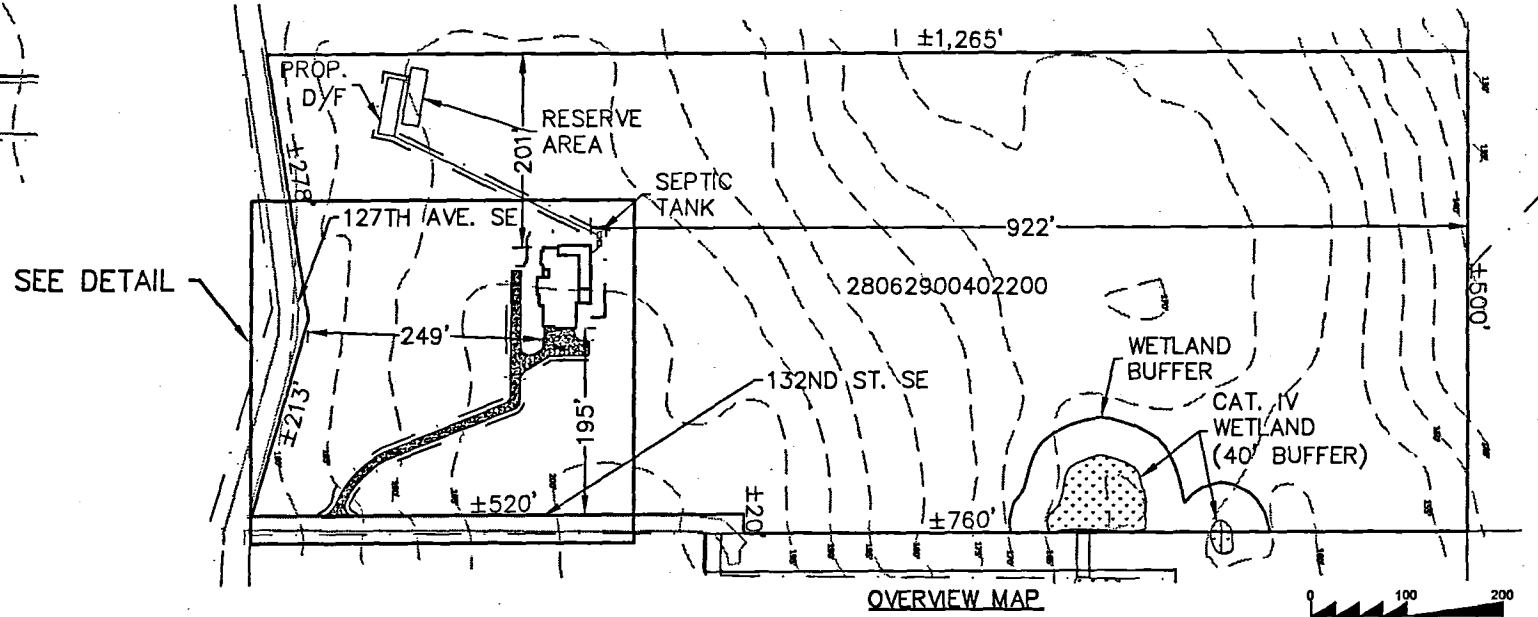 ±1,265'
PROP.
D/F
RESERVE
AREA
201'
±278'
SEPTIC
TANK
127TH AVE. SE
922'
SEE DETAIL
28062900402200
±500'
249'
WETLAND
BUFFER
132ND ST. SE
CAT. IV
WETLAND
(40' BUFFER)
±213'
195'
±520'
±20'
±760'
OVERVIEW MAP
0 100 200